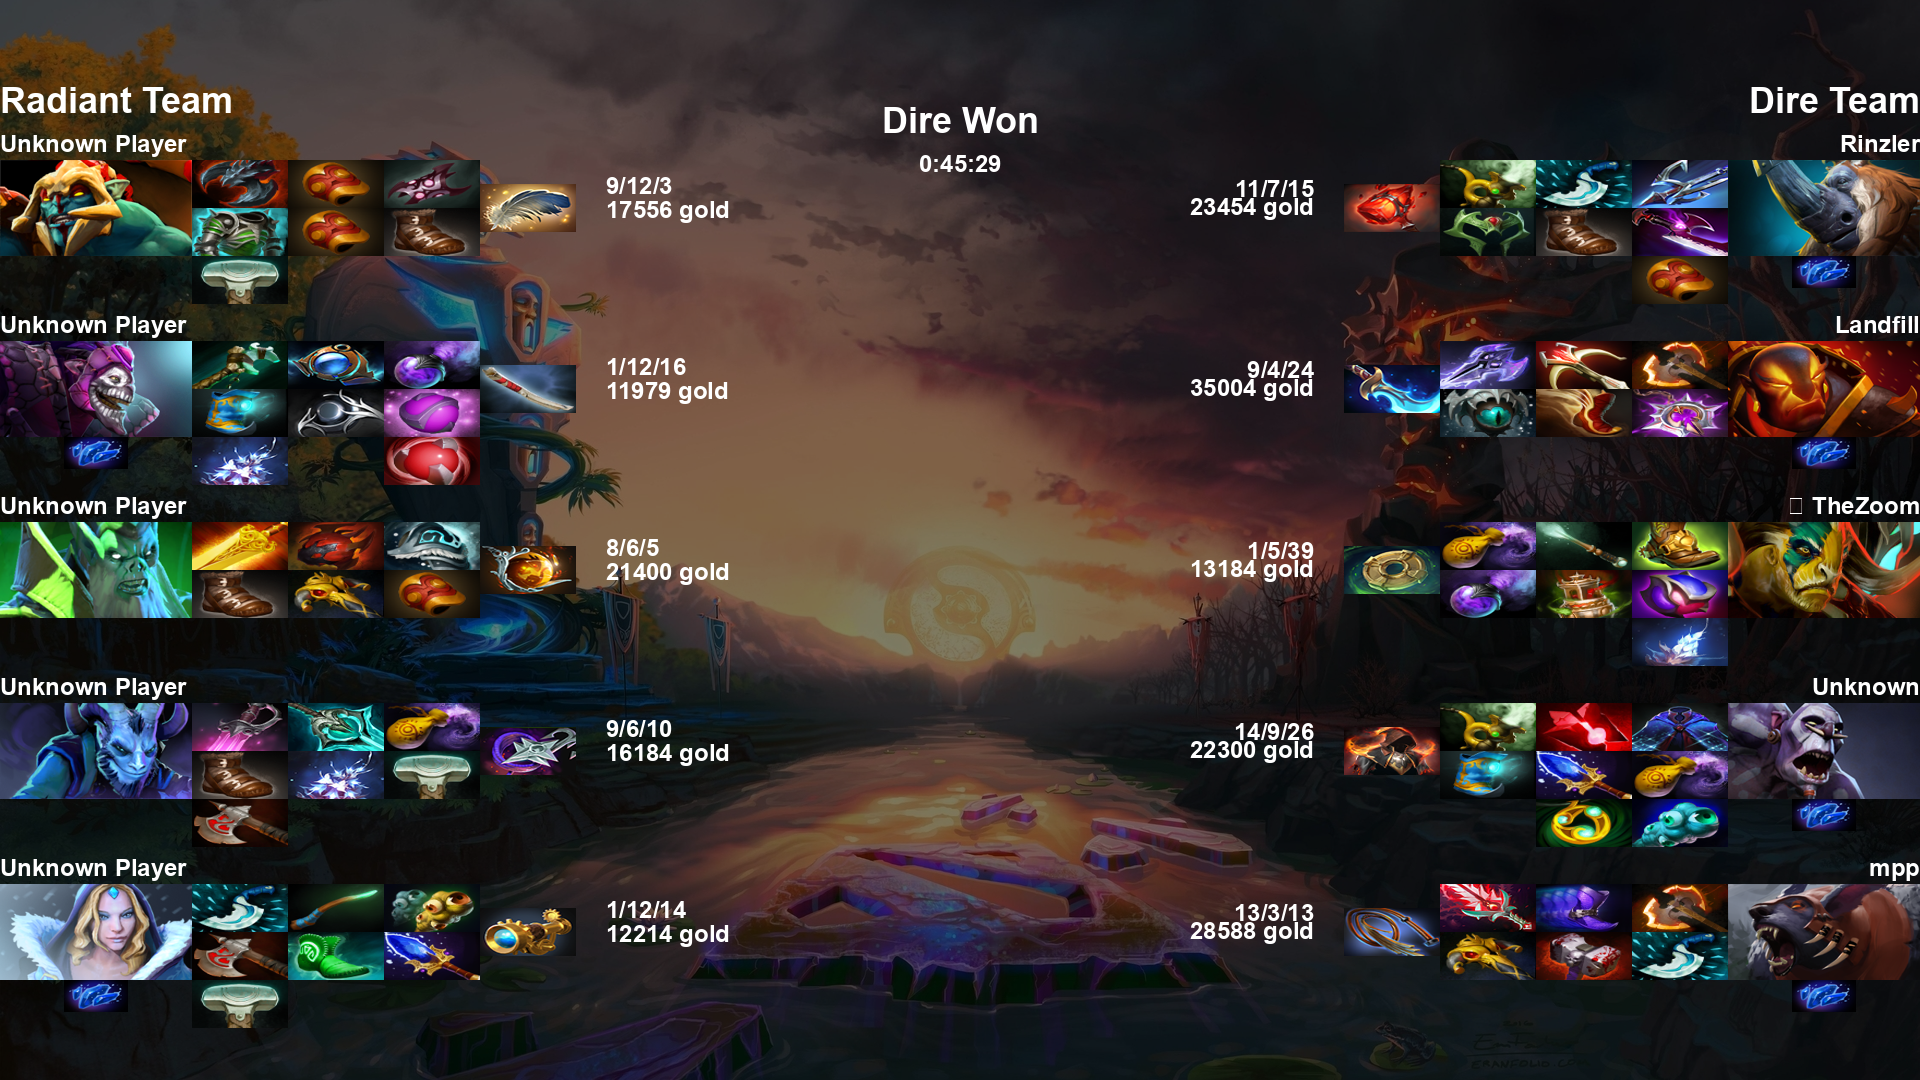 Radiant Team
Dire Team
Dire Won
0:45:29
Unknown Player
9/12/3
17556 gold
Unknown Player
1/12/16
11979 gold
Unknown Player
8/6/5
21400 gold
Unknown Player
9/6/10
16184 gold
Unknown Player
1/12/14
12214 gold
Rinzler
11/7/15
23454 gold
Landfill
9/4/24
35004 gold
TheZoom
1/5/39
13184 gold
Unknown
14/9/26
22300 gold
mpp
13/3/13
28588 gold